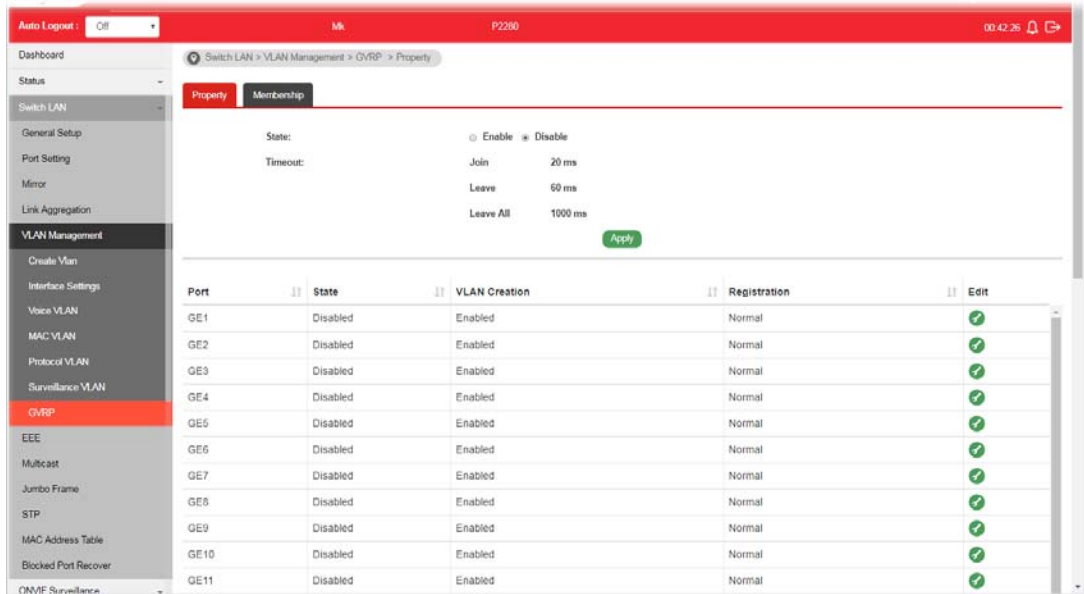 Auto Logout : Off Mk P2280 00:42:26
Dashboard
Status
Switch LAN
General Setup
Port Setting
Mirror
Link Aggregation
VLAN Management
Create Vlan
Interface Settings
Voice VLAN
MAC VLAN
Protocol VLAN
Surveillance VLAN
GVRP
EEE
Multicast
Jumbo Frame
STP
MAC Address Table
Blocked Port Recover
ONVIF Surveillance
Switch LAN > VLAN Management > GVRP > Property
Property Membership
State: Enable Disable
Timeout: Join 20 ms
Leave 60 ms
Leave All 1000 ms
Apply
Port State VLAN Creation Registration Edit
GE1 Disabled Enabled Normal
GE2 Disabled Enabled Normal
GE3 Disabled Enabled Normal
GE4 Disabled Enabled Normal
GE5 Disabled Enabled Normal
GE6 Disabled Enabled Normal
GE7 Disabled Enabled Normal
GE8 Disabled Enabled Normal
GE9 Disabled Enabled Normal
GE10 Disabled Enabled Normal
GE11 Disabled Enabled Normal